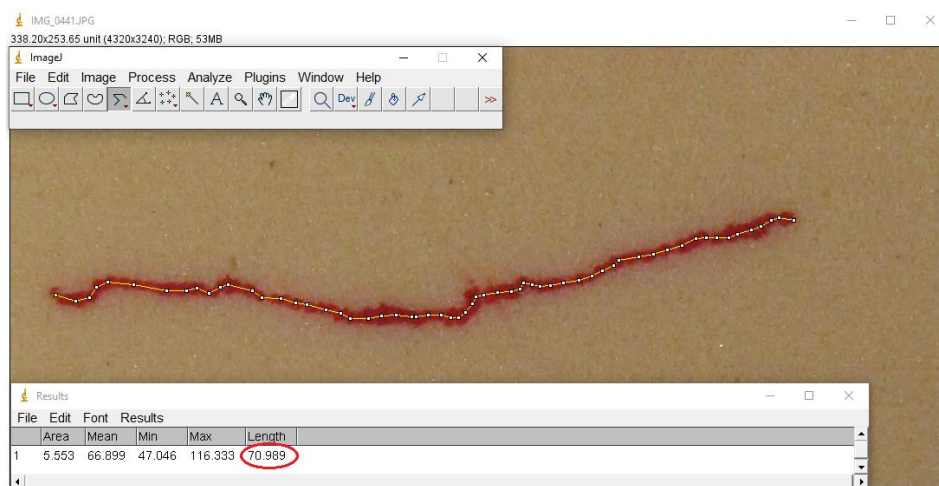 IMG_0441.JPG
338.20x253.65 unit (4320x3240); RGB; 53MB
ImageJ
File Edit Image Process Analyze Plugins Window Help
A Dev >>
Results
File Edit Font Results
Area Mean Min Max Length
1 5.553 66.899 47.046 116.333 70.989